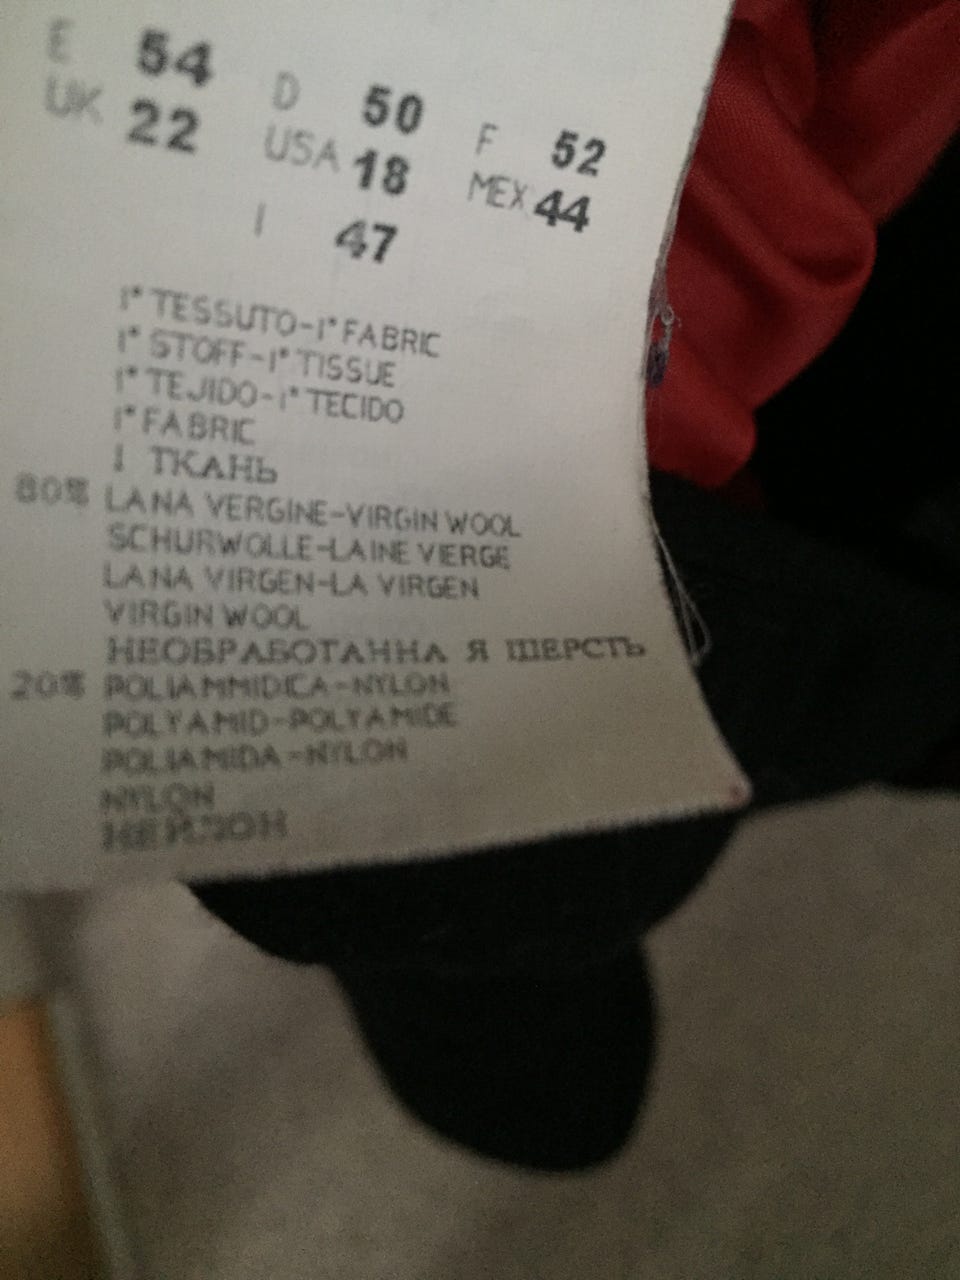 E 54 D 50 F 52
UK 22 USA 18 MEX 44
I 47
1° TESSUTO-1° FABRIC
1° STOFF-1° TISSUE
1° TEJIDO-1° TECIDO
1° FABRIC
1 ТКАНЬ
80% LANA VERGINE-VIRGIN WOOL
SCHURWOLLE-LAINE VIERGE
LANA VIRGEN-LA VIRGEN
VIRGIN WOOL
НЕОБРАБОТАННА Я ШЕРСТЬ
20% POLIAMMIDICA-NYLON
POLYAMID-POLYAMIDE
POLIAMIDA-NYLON
NYLON
НЕЙЛОН